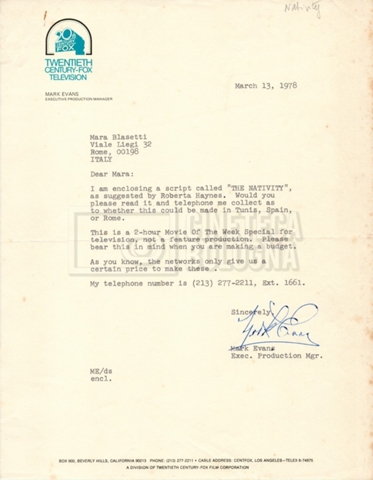 Nativity
20th
CENTURY
FOX
TWENTIETH
CENTURY-FOX
TELEVISION
MARK EVANS
EXECUTIVE PRODUCTION MANAGER
March 13, 1978
Mara Blasetti
Viale Liegi 32
Rome, 00198
ITALY
Dear Mara:
I am enclosing a script called "THE NATIVITY",
as suggested by Roberta Haynes. Would you
please read it and telephone me collect as
to whether this could be made in Tunis, Spain,
or Rome.
This is a 2-hour Movie Of The Week Special for
television, not a feature production. Please
bear this in mind when you are making a budget.
As you know, the networks only give us a
certain price to make these .
My telephone number is (213) 277-2211, Ext. 1661.
Sincerely,
Mark Evans
Mark Evans
Exec. Production Mgr.
ME/ds
encl.
CINETECA
BOLOGNA
BOX 900, BEVERLY HILLS, CALIFORNIA 90213 PHONE: (213) 277-2211 • CABLE ADDRESS: CENTFOX, LOS ANGELES—TELEX 6-74875
A DIVISION OF TWENTIETH CENTURY-FOX FILM CORPORATION